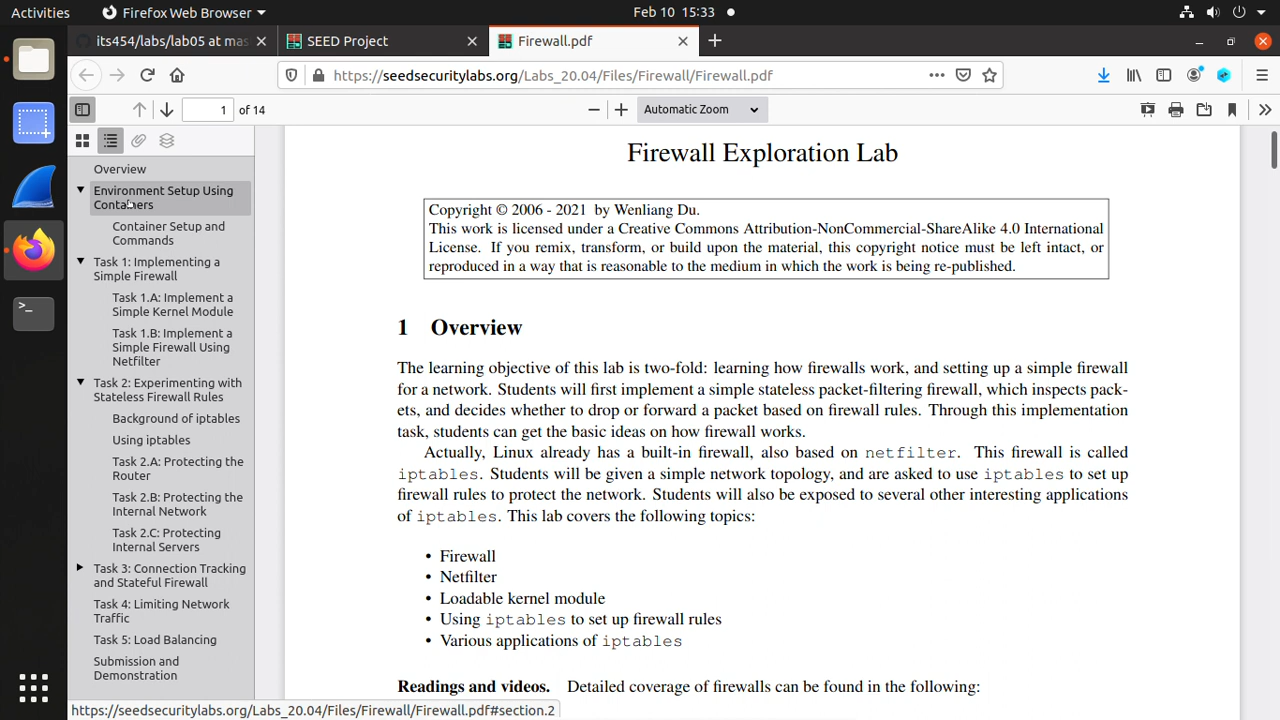 Activities
Firefox Web Browser
Feb 10 15:33
its454/labs/lab05 at mas
SEED Project
Firewall.pdf
https://seedsecuritylabs.org/Labs_20.04/Files/Firewall/Firewall.pdf
1 of 14
Automatic Zoom
Overview
Environment Setup Using
Containers
Container Setup and
Commands
Task 1: Implementing a
Simple Firewall
Task 1.A: Implement a
Simple Kernel Module
Task 1.B: Implement a
Simple Firewall Using
Netfilter
Task 2: Experimenting with
Stateless Firewall Rules
Background of iptables
Using iptables
Task 2.A: Protecting the
Router
Task 2.B: Protecting the
Internal Network
Task 2.C: Protecting
Internal Servers
Task 3: Connection Tracking
and Stateful Firewall
Task 4: Limiting Network
Traffic
Task 5: Load Balancing
Submission and
Demonstration
Firewall Exploration Lab
Copyright © 2006 - 2021 by Wenliang Du.
This work is licensed under a Creative Commons Attribution-NonCommercial-ShareAlike 4.0 International
License. If you remix, transform, or build upon the material, this copyright notice must be left intact, or
reproduced in a way that is reasonable to the medium in which the work is being re-published.
1 Overview
The learning objective of this lab is two-fold: learning how firewalls work, and setting up a simple firewall
for a network. Students will first implement a simple stateless packet-filtering firewall, which inspects pack-
ets, and decides whether to drop or forward a packet based on firewall rules. Through this implementation
task, students can get the basic ideas on how firewall works.
Actually, Linux already has a built-in firewall, also based on netfilter. This firewall is called
iptables. Students will be given a simple network topology, and are asked to use iptables to set up
firewall rules to protect the network. Students will also be exposed to several other interesting applications
of iptables. This lab covers the following topics:
• Firewall
• Netfilter
• Loadable kernel module
• Using iptables to set up firewall rules
• Various applications of iptables
Readings and videos. Detailed coverage of firewalls can be found in the following:
https://seedsecuritylabs.org/Labs_20.04/Files/Firewall/Firewall.pdf#section.2